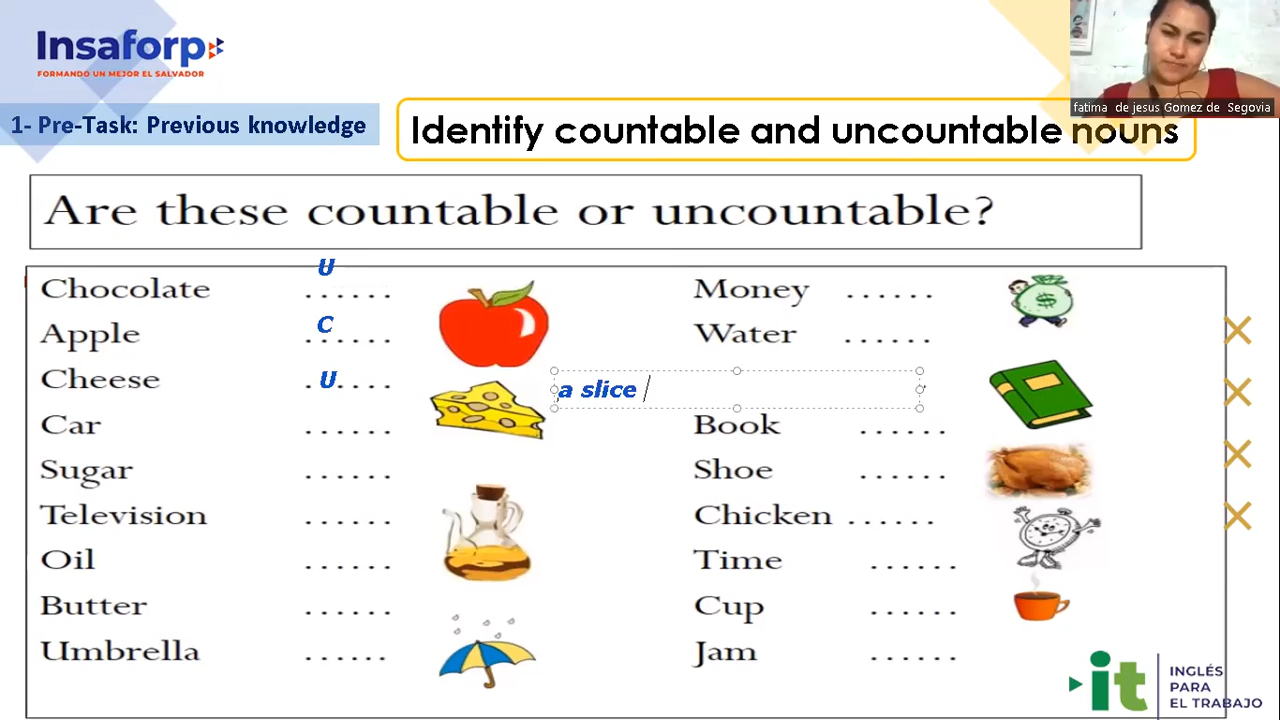 Insaforp
FORMANDO UN MEJOR EL SALVADOR
fatima de jesus Gomez de Segovia
1- Pre-Task: Previous knowledge
Identify countable and uncountable nouns
Are these countable or uncountable?
U
Chocolate ......
C
Apple ......
Cheese . U. . . .
a slice
Car ......
Sugar ......
Television ......
Oil ......
Butter ......
Umbrella ......
Money ......
Water ......
Book ......
Shoe ......
Chicken ......
Time ......
Cup ......
Jam ......
it
INGLÉS
PARA
EL TRABAJO